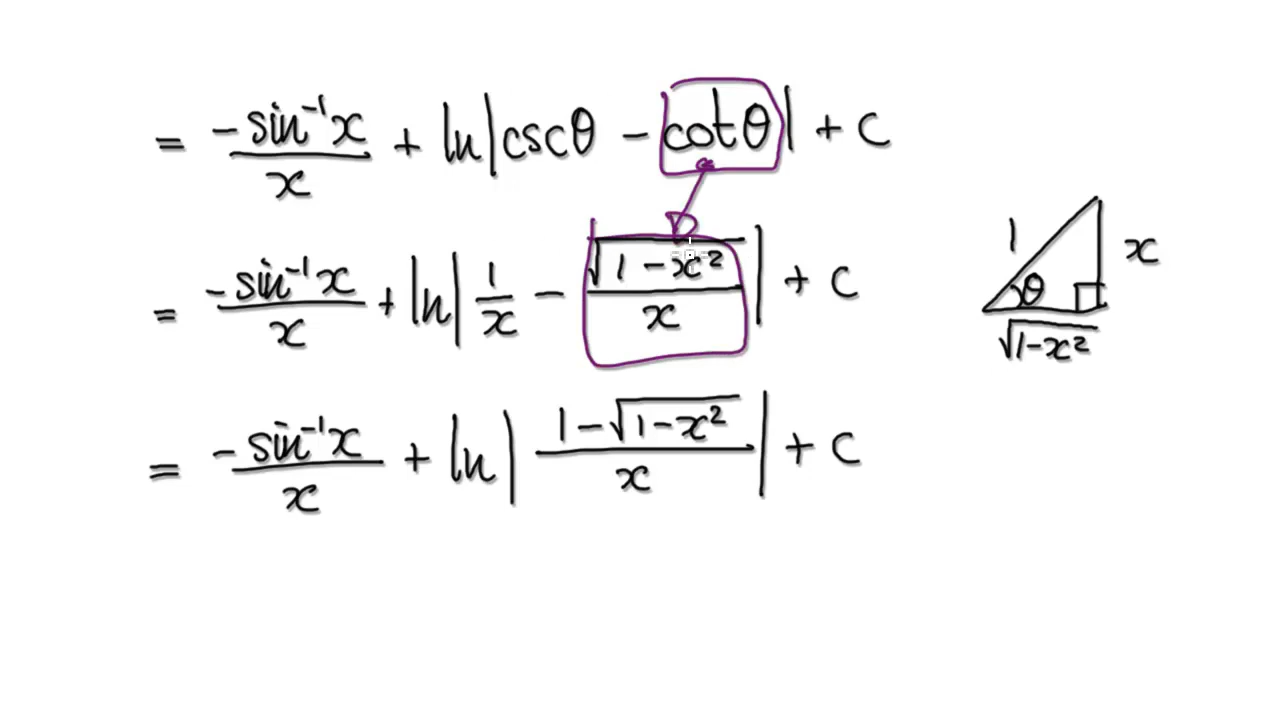 = -sin⁻¹x / x + ln|cscθ - cotθ| + c
= -sin⁻¹x / x + ln|1/x - √(1-x²) / x| + c
1
x
θ
√(1-x²)
= -sin⁻¹x / x + ln|(1-√(1-x²)) / x| + c